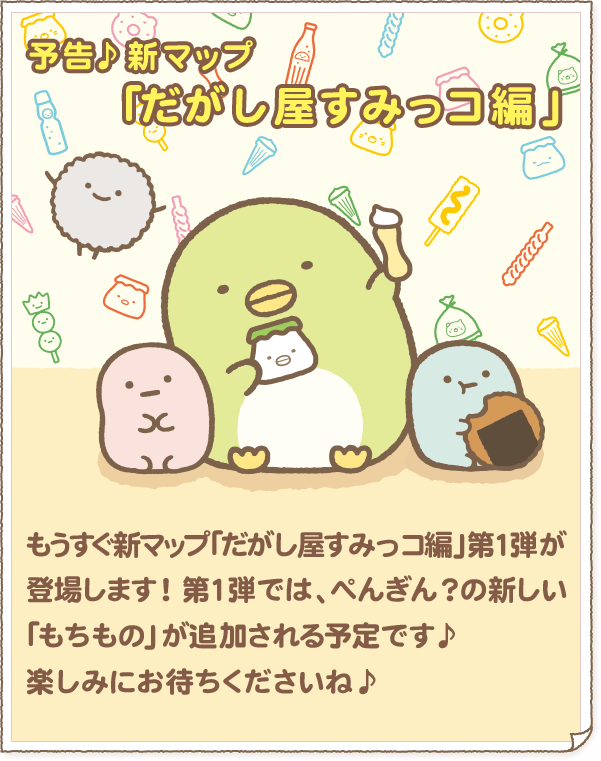 予告♪新マップ
「だがし屋すみっコ編」
もうすぐ新マップ「だがし屋すみっコ編」第1弾が
登場します！第1弾では、ぺんぎん？の新しい
「もちもの」が追加される予定です♪
楽しみにお待ちくださいね♪